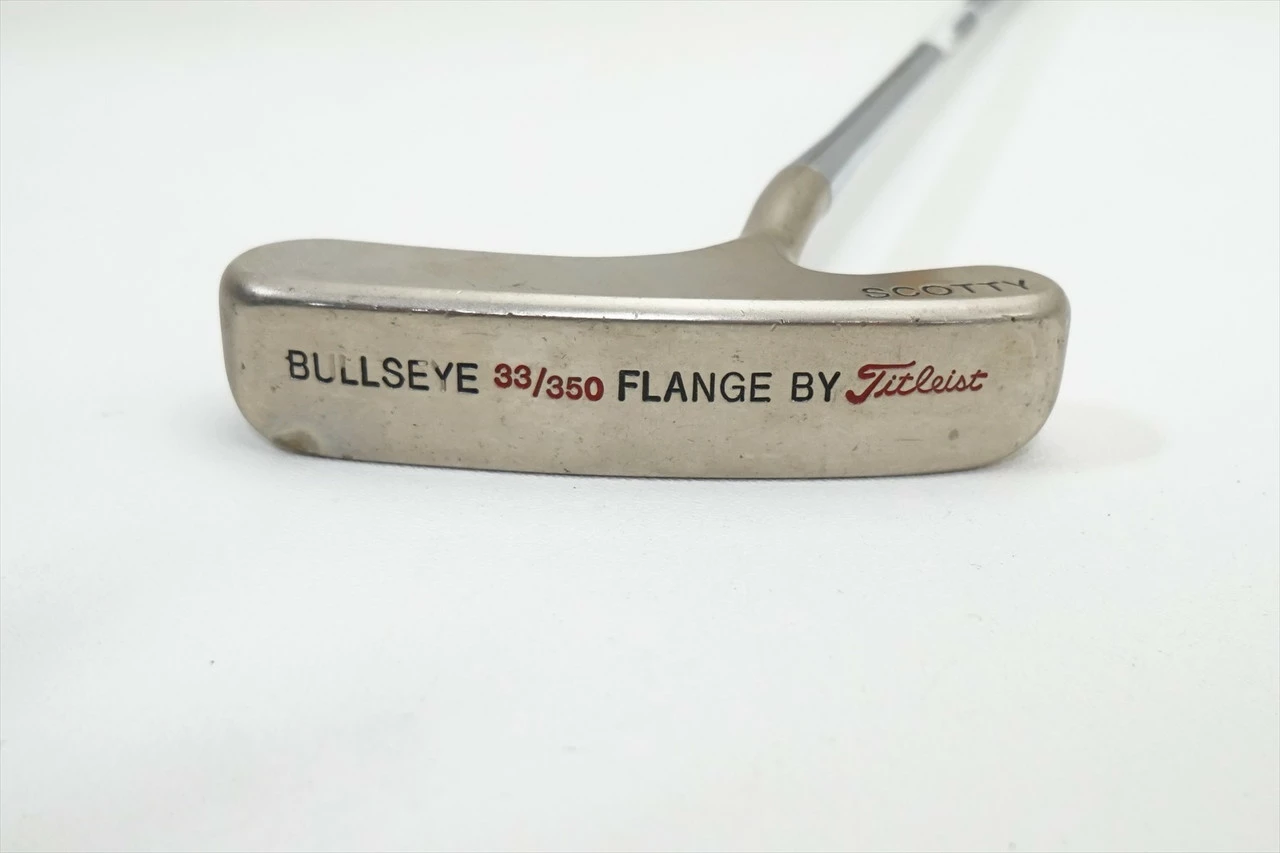 SCOTTY
BULLSEYE 33/350 FLANGE BY Titleist